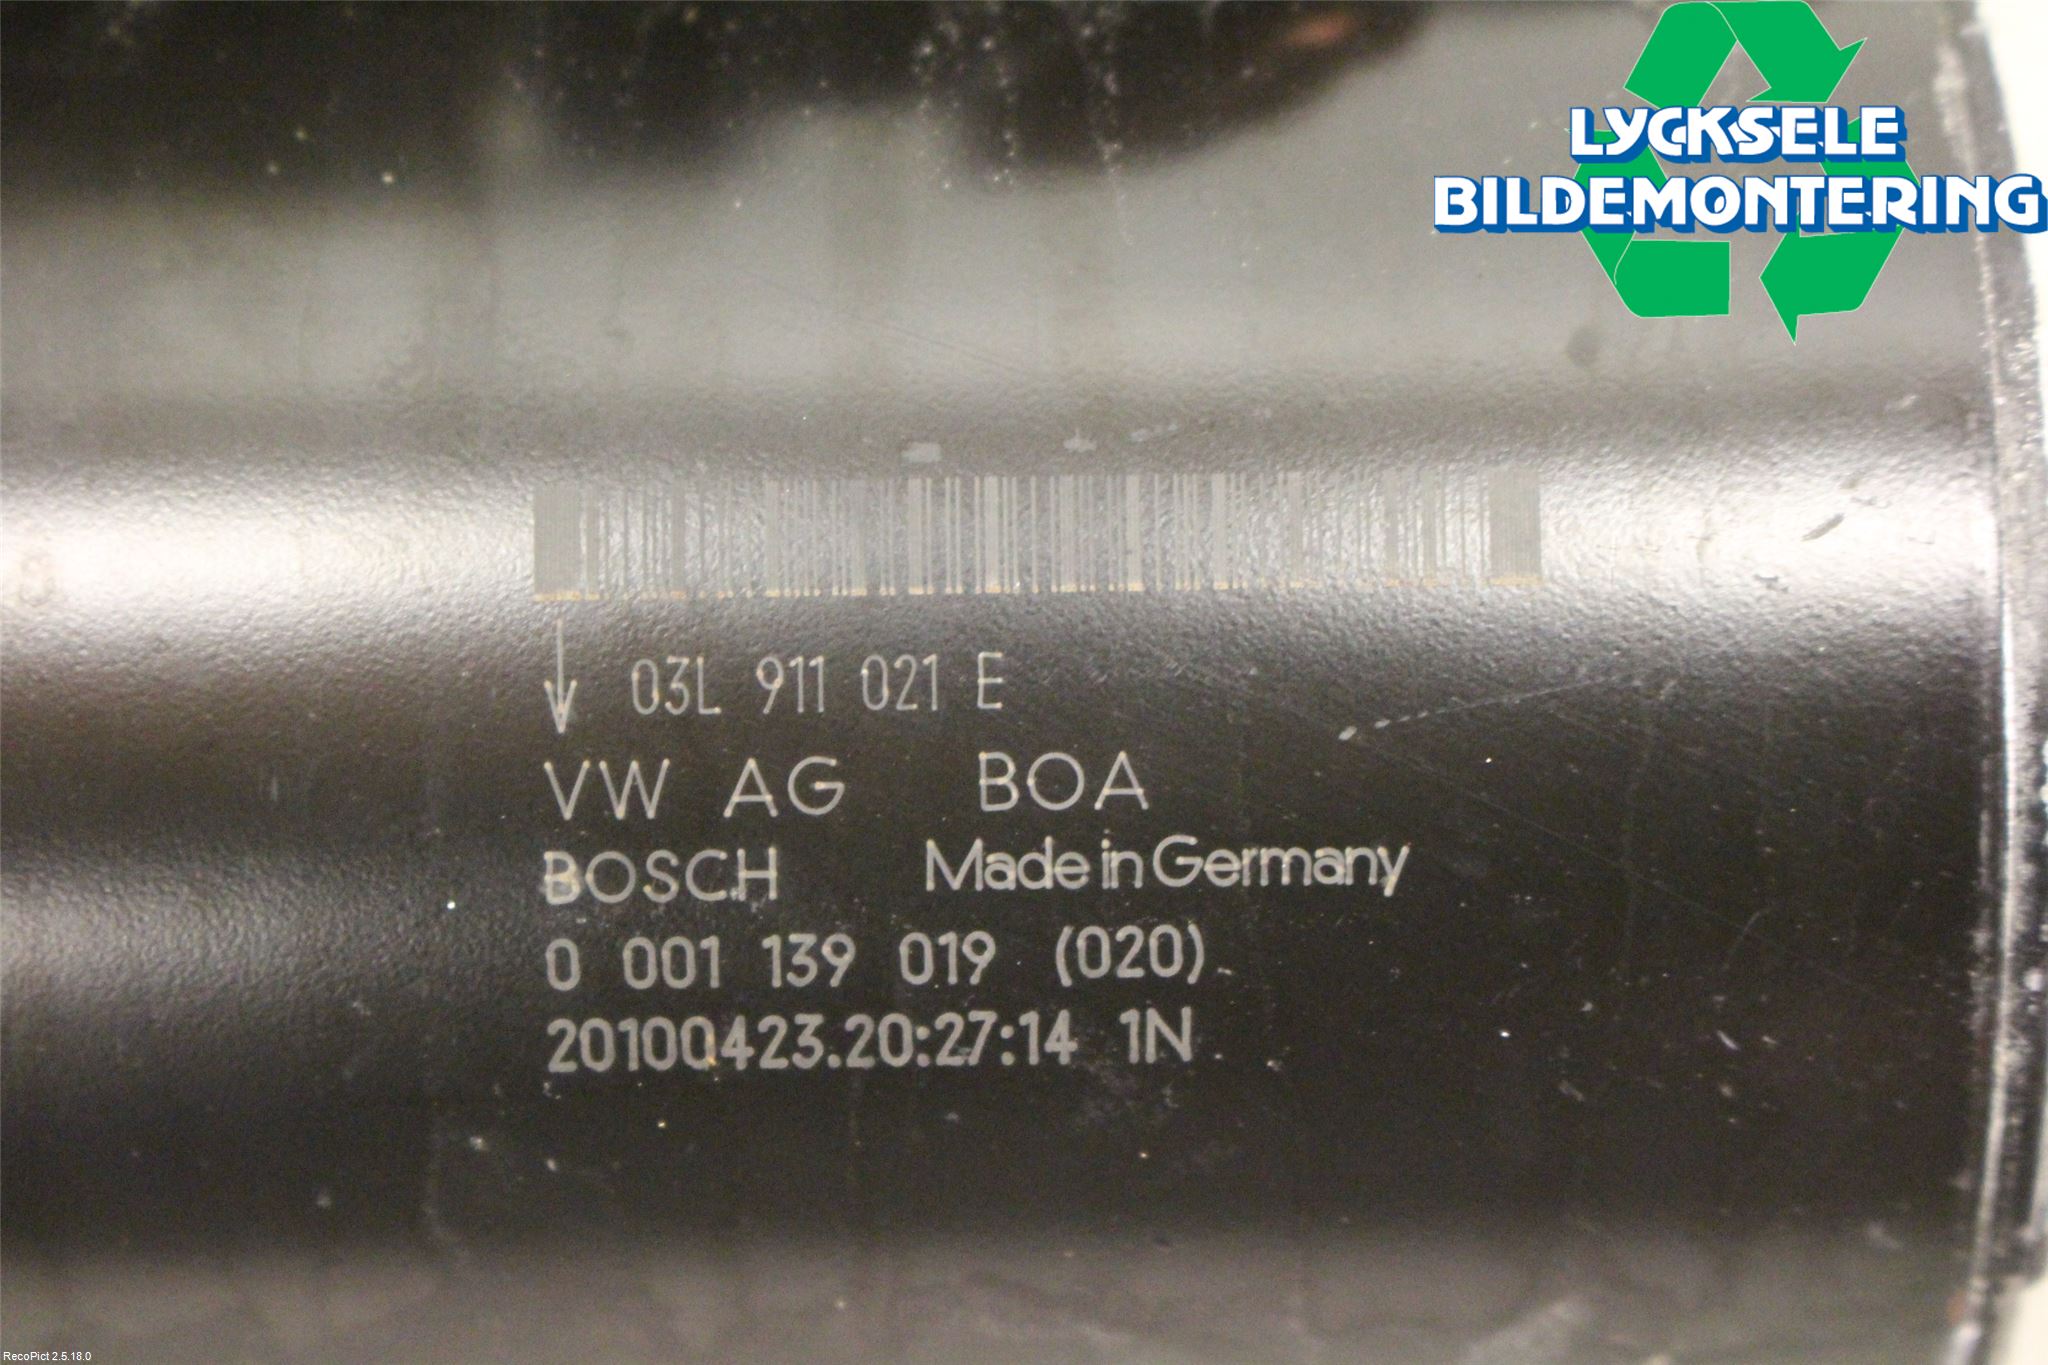 LYCKSELE
BILDEMONTERING
03L 911 021 E
VW AG BOA
BOSCH Made in Germany
0 001 139 019 (020)
20100423.20:27:14 1N
RecoPict 2.5.18.0